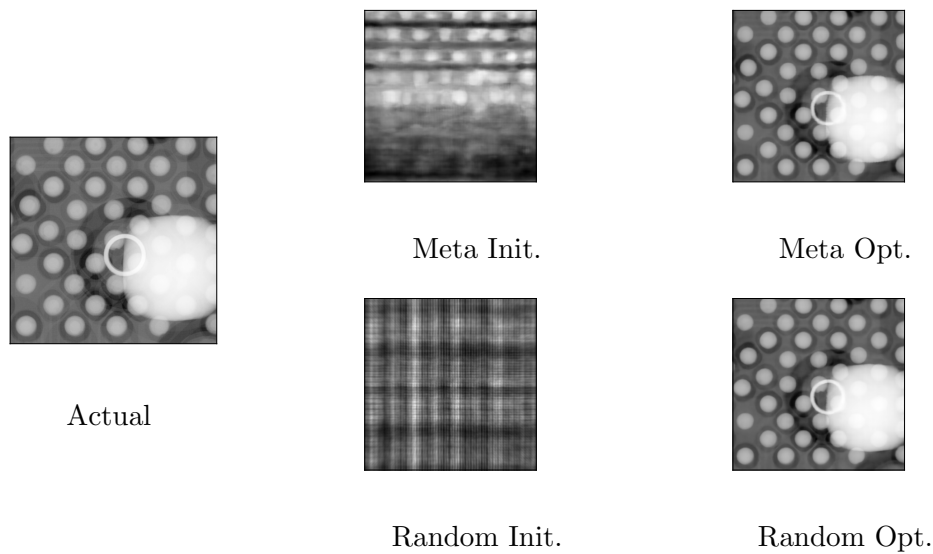 Meta Init.
Meta Opt.
Actual
Random Init.
Random Opt.